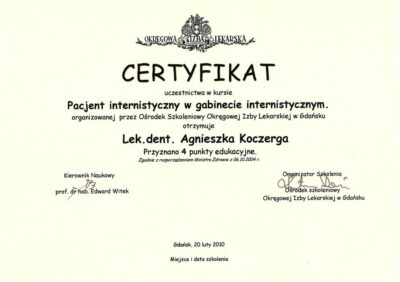 OKRĘGOWA IZBA LEKARSKA
CERTYFIKAT
uczestnictwa w kursie
Pacjent internistyczny w gabinecie internistycznym.
organizowanej przez Ośrodek Szkoleniowy Okręgowej Izby Lekarskiej w Gdańsku
otrzymuje
Lek.dent. Agnieszka Koczerga
Przyznano 4 punkty edukacyjne.
Zgodnie z rozporządzeniem Ministra Zdrowia z 06.10.2004 r.
Kierownik Naukowy
prof. dr hab. Edward Witek
Organizator Szkolenia
Ośrodek szkoleniowy
Okręgowej Izby Lekarskiej w Gdańsku
Gdańsk, 20 luty 2010
Miejsce i data szkolenia